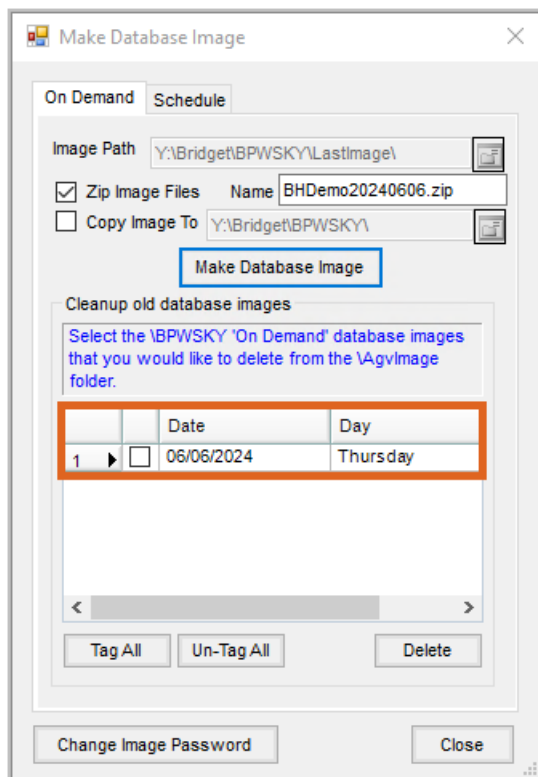 Make Database Image
On Demand Schedule
Image Path Y:\Bridget\BPWSKY\LastImage\
Zip Image Files Name BHDemo20240606.zip
Copy Image To Y:\Bridget\BPWSKY\
Make Database Image
Cleanup old database images
Select the \BPWSKY 'On Demand' database images
that you would like to delete from the \AgvImage
folder.
Date Day
1 06/06/2024 Thursday
Tag All Un-Tag All Delete
Change Image Password Close